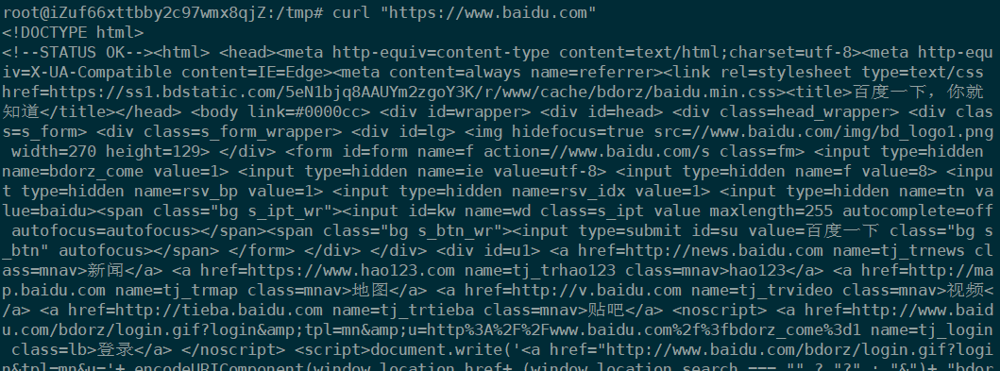 root@iZuf66xttbby2c97wmx8qjZ:/tmp# curl "https://www.baidu.com"
<!DOCTYPE html>
<!--STATUS OK--><html> <head><meta http-equiv=content-type content=text/html;charset=utf-8><meta http-equ
iv=X-UA-Compatible content=IE=Edge><meta content=always name=referrer><link rel=stylesheet type=text/css
href=https://ss1.bdstatic.com/5eN1bjq8AAUYm2zgoY3K/r/www/cache/bdorz/baidu.min.css><title>百度一下，你就
知道</title></head> <body link=#0000cc> <div id=wrapper> <div id=head> <div class=head_wrapper> <div clas
s=s_form> <div class=s_form_wrapper> <div id=lg> <img hidefocus=true src=//www.baidu.com/img/bd_logo1.png
 width=270 height=129> </div> <form id=form name=f action=//www.baidu.com/s class=fm> <input type=hidden
name=bdorz_come value=1> <input type=hidden name=ie value=utf-8> <input type=hidden name=f value=8> <inpu
t type=hidden name=rsv_bp value=1> <input type=hidden name=rsv_idx value=1> <input type=hidden name=tn va
lue=baidu><span class="bg s_ipt_wr"><input id=kw name=wd class=s_ipt value maxlength=255 autocomplete=off
 autofocus=autofocus></span><span class="bg s_btn_wr"><input type=submit id=su value=百度一下 class="bg s
_btn" autofocus></span> </form> </div> </div> <div id=u1> <a href=http://news.baidu.com name=tj_trnews cl
ass=mnav>新闻</a> <a href=https://www.hao123.com name=tj_trhao123 class=mnav>hao123</a> <a href=http://ma
p.baidu.com name=tj_trmap class=mnav>地图</a> <a href=http://v.baidu.com name=tj_trvideo class=mnav>视频<
/a> <a href=http://tieba.baidu.com name=tj_trtieba class=mnav>贴吧</a> <noscript> <a href=http://www.baid
u.com/bdorz/login.gif?login&amp;tpl=mn&amp;u=http%3A%2F%2Fwww.baidu.com%2f%3fbdorz_come%3d1 name=tj_login
 class=lb>登录</a> </noscript> <script>document.write('<a href="http://www.baidu.com/bdorz/login.gif?logi
n&tpl=mn&u='+ encodeURIComponent(window.location.href+ (window.location.search === "" ? "?" : "&")+ "bdor